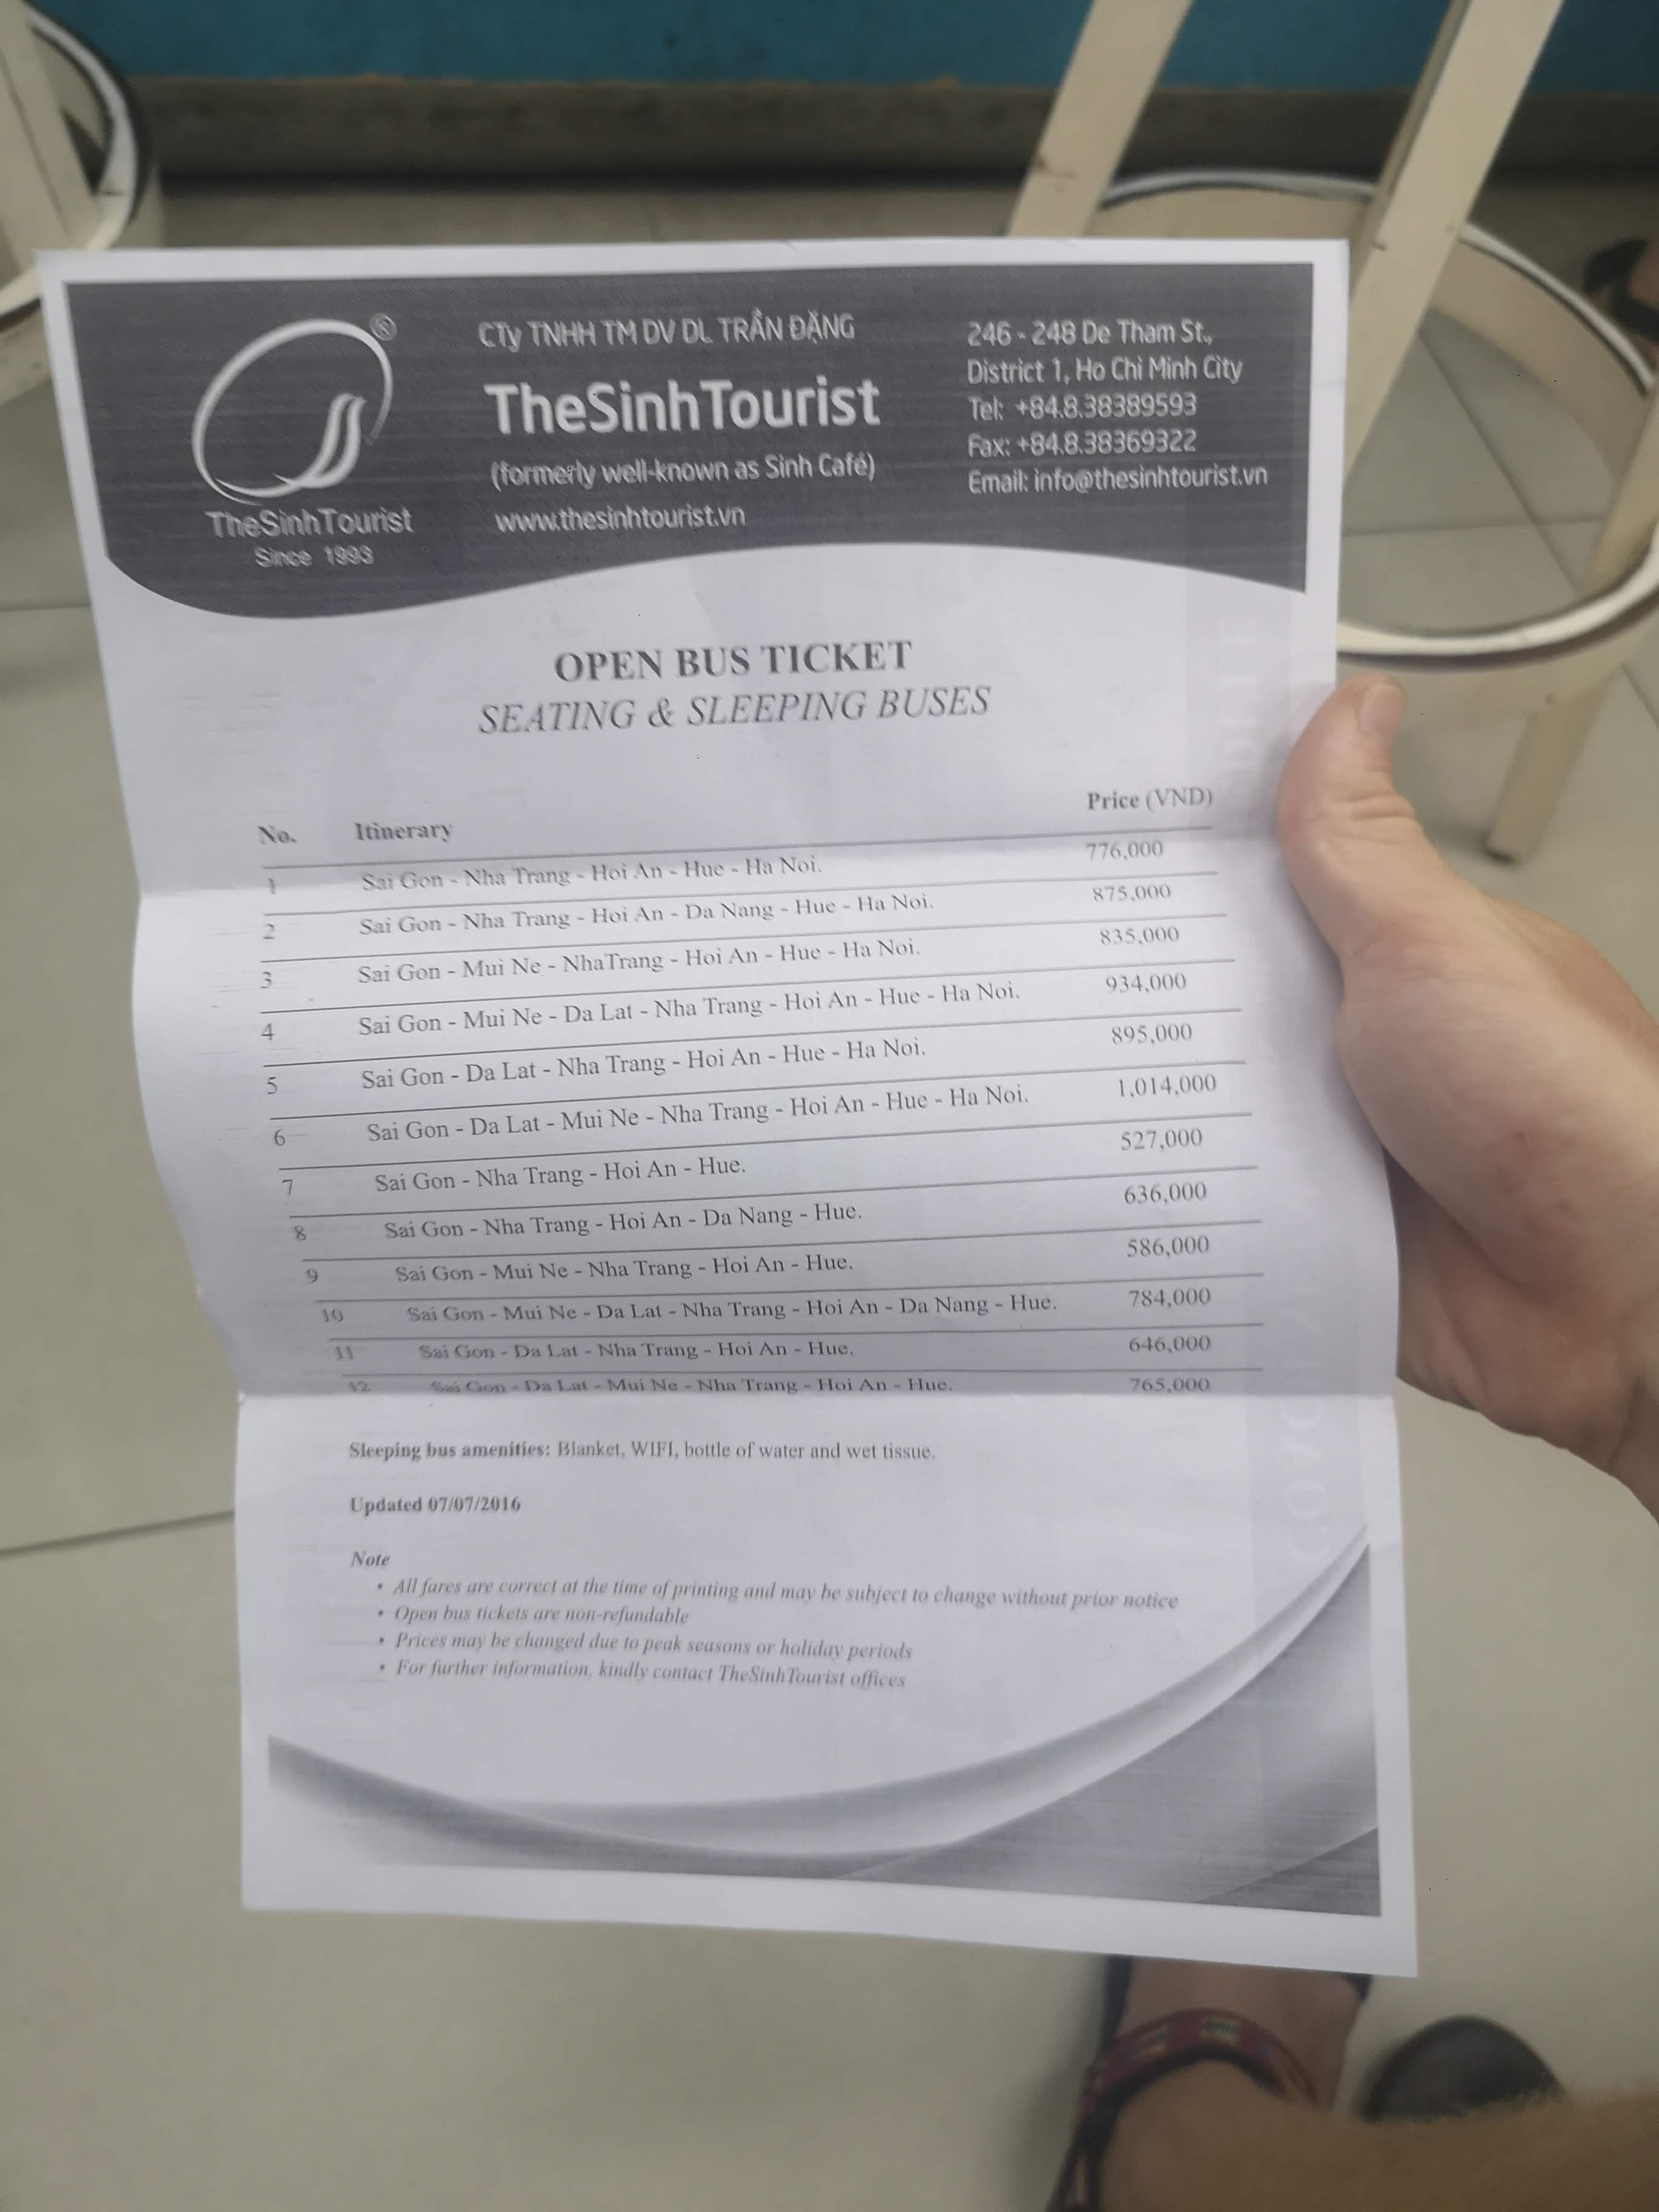 ®
TheSinhTourist
Since 1993
CTy TNHH TM DV DL TRẦN ĐẶNG
TheSinhTourist
(formerly well-known as Sinh Café)
www.thesinhtourist.vn
246 - 248 De Tham St.,
District 1, Ho Chi Minh City
Tel: +84.8.38389593
Fax: +84.8.38369322
Email: info@thesinhtourist.vn
OPEN BUS TICKET
SEATING & SLEEPING BUSES
No. Itinerary Price (VND)
1 Sai Gon - Nha Trang - Hoi An - Hue - Ha Noi. 776,000
2 Sai Gon - Nha Trang - Hoi An - Da Nang - Hue - Ha Noi. 875,000
3 Sai Gon - Mui Ne - NhaTrang - Hoi An - Hue - Ha Noi. 835,000
4 Sai Gon - Mui Ne - Da Lat - Nha Trang - Hoi An - Hue - Ha Noi. 934,000
5 Sai Gon - Da Lat - Nha Trang - Hoi An - Hue - Ha Noi. 895,000
6 Sai Gon - Da Lat - Mui Ne - Nha Trang - Hoi An - Hue - Ha Noi. 1,014,000
7 Sai Gon - Nha Trang - Hoi An - Hue. 527,000
8 Sai Gon - Nha Trang - Hoi An - Da Nang - Hue. 636,000
9 Sai Gon - Mui Ne - Nha Trang - Hoi An - Hue. 586,000
10 Sai Gon - Mui Ne - Da Lat - Nha Trang - Hoi An - Da Nang - Hue. 784,000
11 Sai Gon - Da Lat - Nha Trang - Hoi An - Hue. 646,000
12 Sai Gon - Da Lat - Mui Ne - Nha Trang - Hoi An - Hue. 765,000
Sleeping bus amenities: Blanket, WIFI, bottle of water and wet tissue.
Updated 07/07/2016
Note
• All fares are correct at the time of printing and may be subject to change without prior notice
• Open bus tickets are non-refundable
• Prices may be changed due to peak seasons or holiday periods
• For further information, kindly contact TheSinhTourist offices